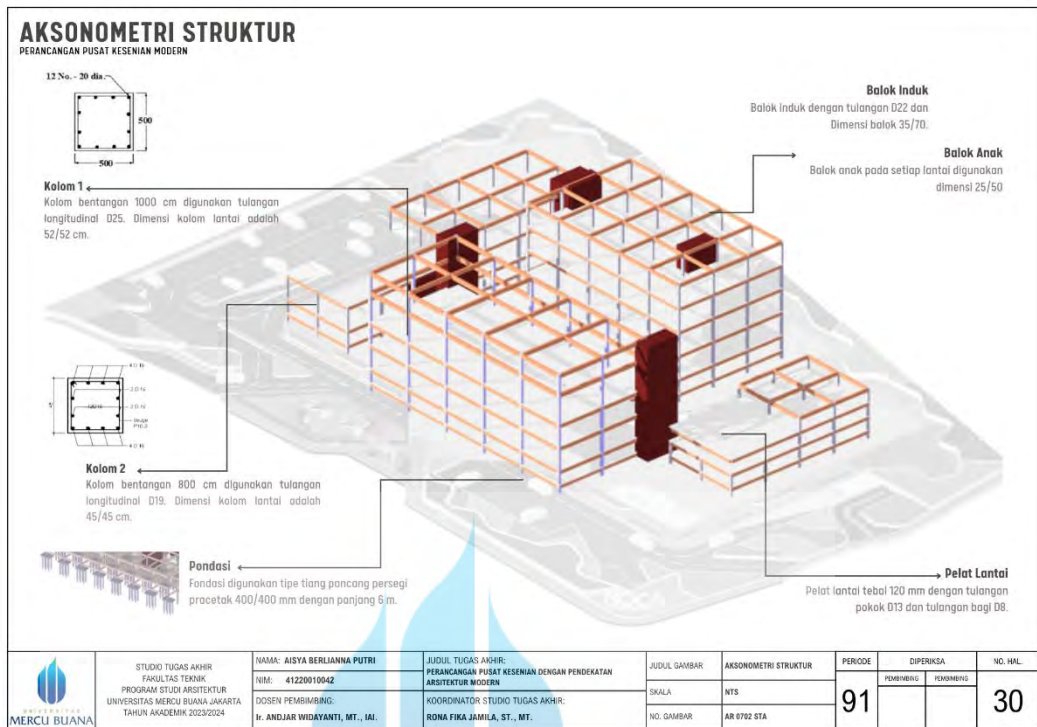 AKSONOMETRI STRUKTUR
PERANCANGAN PUSAT KESENIAN MODERN
12 No. - 20 dia.
500
500
Kolom 1
Kolom bentangan 1000 cm digunakan tulangan
longitudinal D25. Dimensi kolom lantai adalah
52/52 cm.
Balok Induk
Balok induk dengan tulangan D22 dan
Dimensi balok 35/70.
Balok Anak
Balok anak pada setiap lantai digunakan
dimensi 25/50
Kolom 2
Kolom bentangan 800 cm digunakan tulangan
longitudinal D19. Dimensi kolom lantai adalah
45/45 cm.
Pondasi
Fondasi digunakan tipe tiang pancang persegi
pracetak 400/400 mm dengan panjang 6 m.
Pelat Lantai
Pelat lantai tebal 120 mm dengan tulangan
pokok D13 dan tulangan bagi D8.
UNIVERSITAS
MERCU BUANA
STUDIO TUGAS AKHIR
FAKULTAS TEKNIK
PROGRAM STUDI ARSITEKTUR
UNIVERSITAS MERCU BUANA JAKARTA
TAHUN AKADEMIK 2023/2024
NAMA: AISYA BERLIANNA PUTRI
NIM: 41220010042
DOSEN PEMBIMBING:
Ir. ANDJAR WIDAYANTI, MT., IAI.
JUDUL TUGAS AKHIR:
PERANCANGAN PUSAT KESENIAN DENGAN PENDEKATAN
ARSITEKTUR MODERN
KOORDINATOR STUDIO TUGAS AKHIR:
RONA FIKA JAMILA, ST., MT.
JUDUL GAMBAR AKSONOMETRI STRUKTUR
SKALA NTS
NO. GAMBAR AR 0702 STA
PERIODE
91
DIPERIKSA
PEMBIMBING PEMBIMBING
NO. HAL.
30